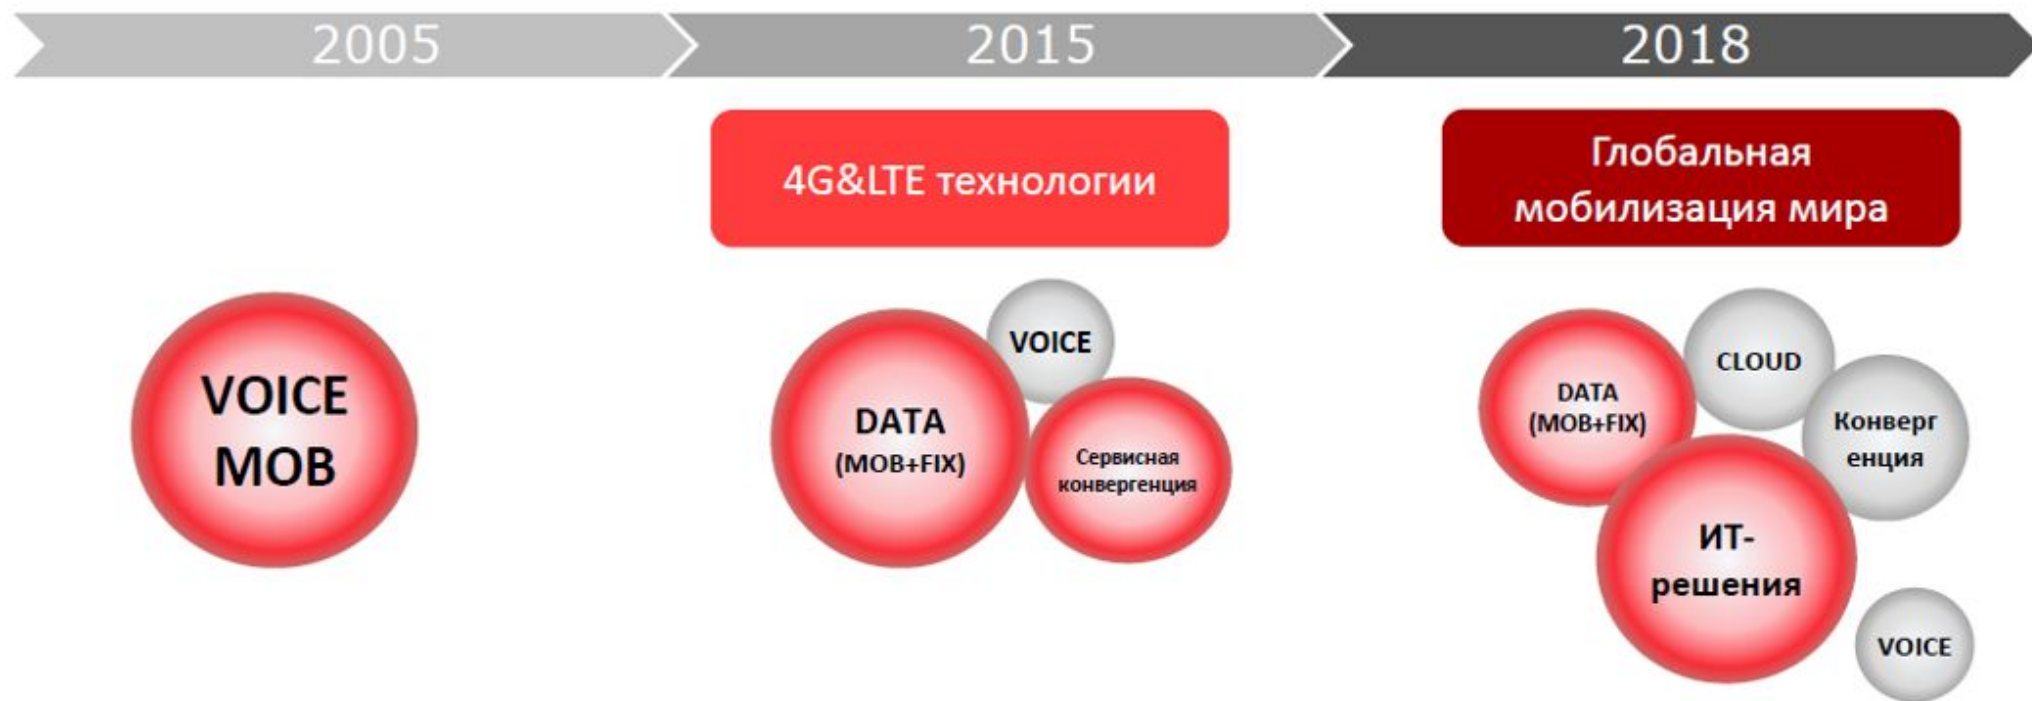 2005
2015
2018
4G&LTE технологии
Глобальная
мобилизация мира
VOICE
MOB
VOICE
DATA
(MOB+FIX)
Сервисная
конвергенция
DATA
(MOB+FIX)
CLOUD
Конверг
енция
ИТ-
решения
VOICE